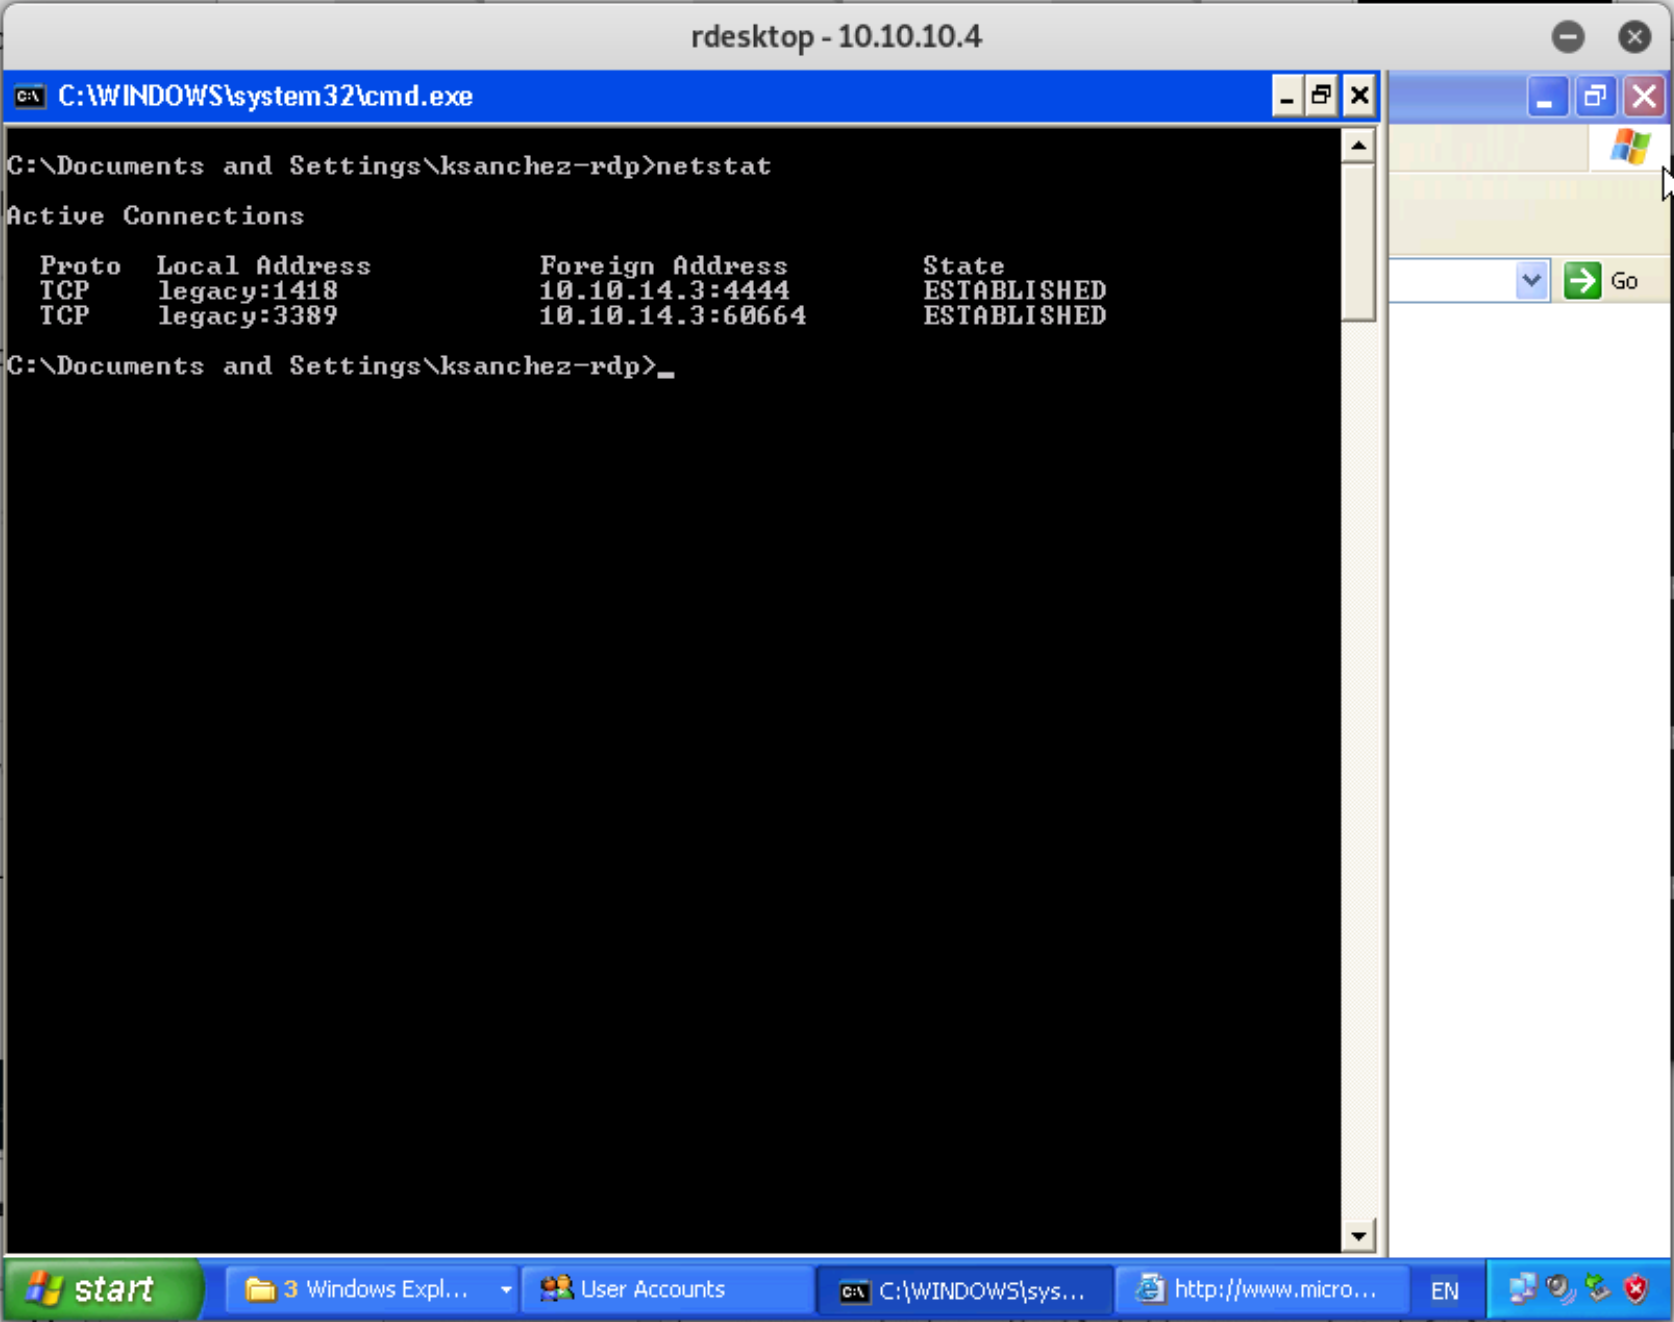 rdesktop - 10.10.10.4
C:\WINDOWS\system32\cmd.exe
C:\Documents and Settings\ksanchez-rdp>netstat
Active Connections
Proto Local Address Foreign Address State
TCP legacy:1418 10.10.14.3:4444 ESTABLISHED
TCP legacy:3389 10.10.14.3:60664 ESTABLISHED
C:\Documents and Settings\ksanchez-rdp>_
Go
start 3 Windows Expl... User Accounts C:\WINDOWS\sys... http://www.micro... EN